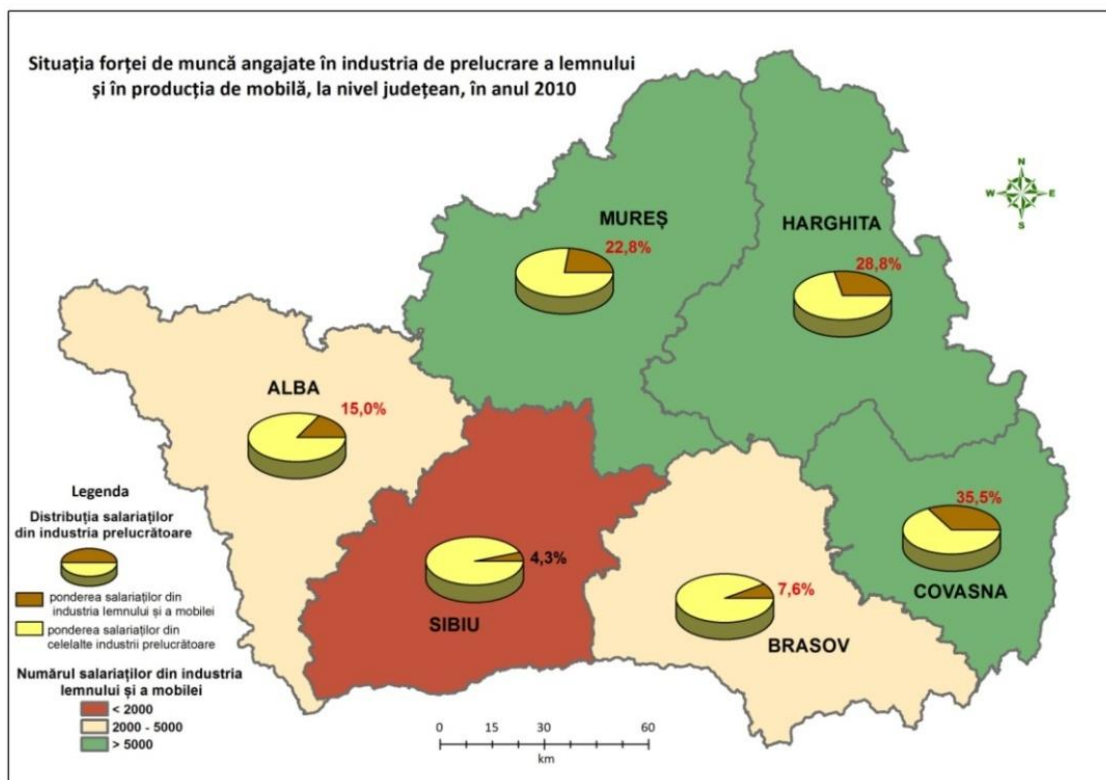 Situația forței de muncă angajate în industria de prelucrare a lemnului
și în producția de mobilă, la nivel județean, în anul 2010
N
W
E
S
MUREȘ
22,8%
HARGHITA
28,8%
ALBA
15,0%
35,5%
COVASNA
4,3%
SIBIU
7,6%
BRASOV
Legenda
Distribuția salariaților
din industria prelucrătoare
ponderea salariaților din
industria lemnului și a mobilei
ponderea salariaților din
celelalte industrii prelucrătoare
Numărul salariaților din industria
lemnului și a mobilei
< 2000
2000 - 5000
> 5000
0 15 30 60
km